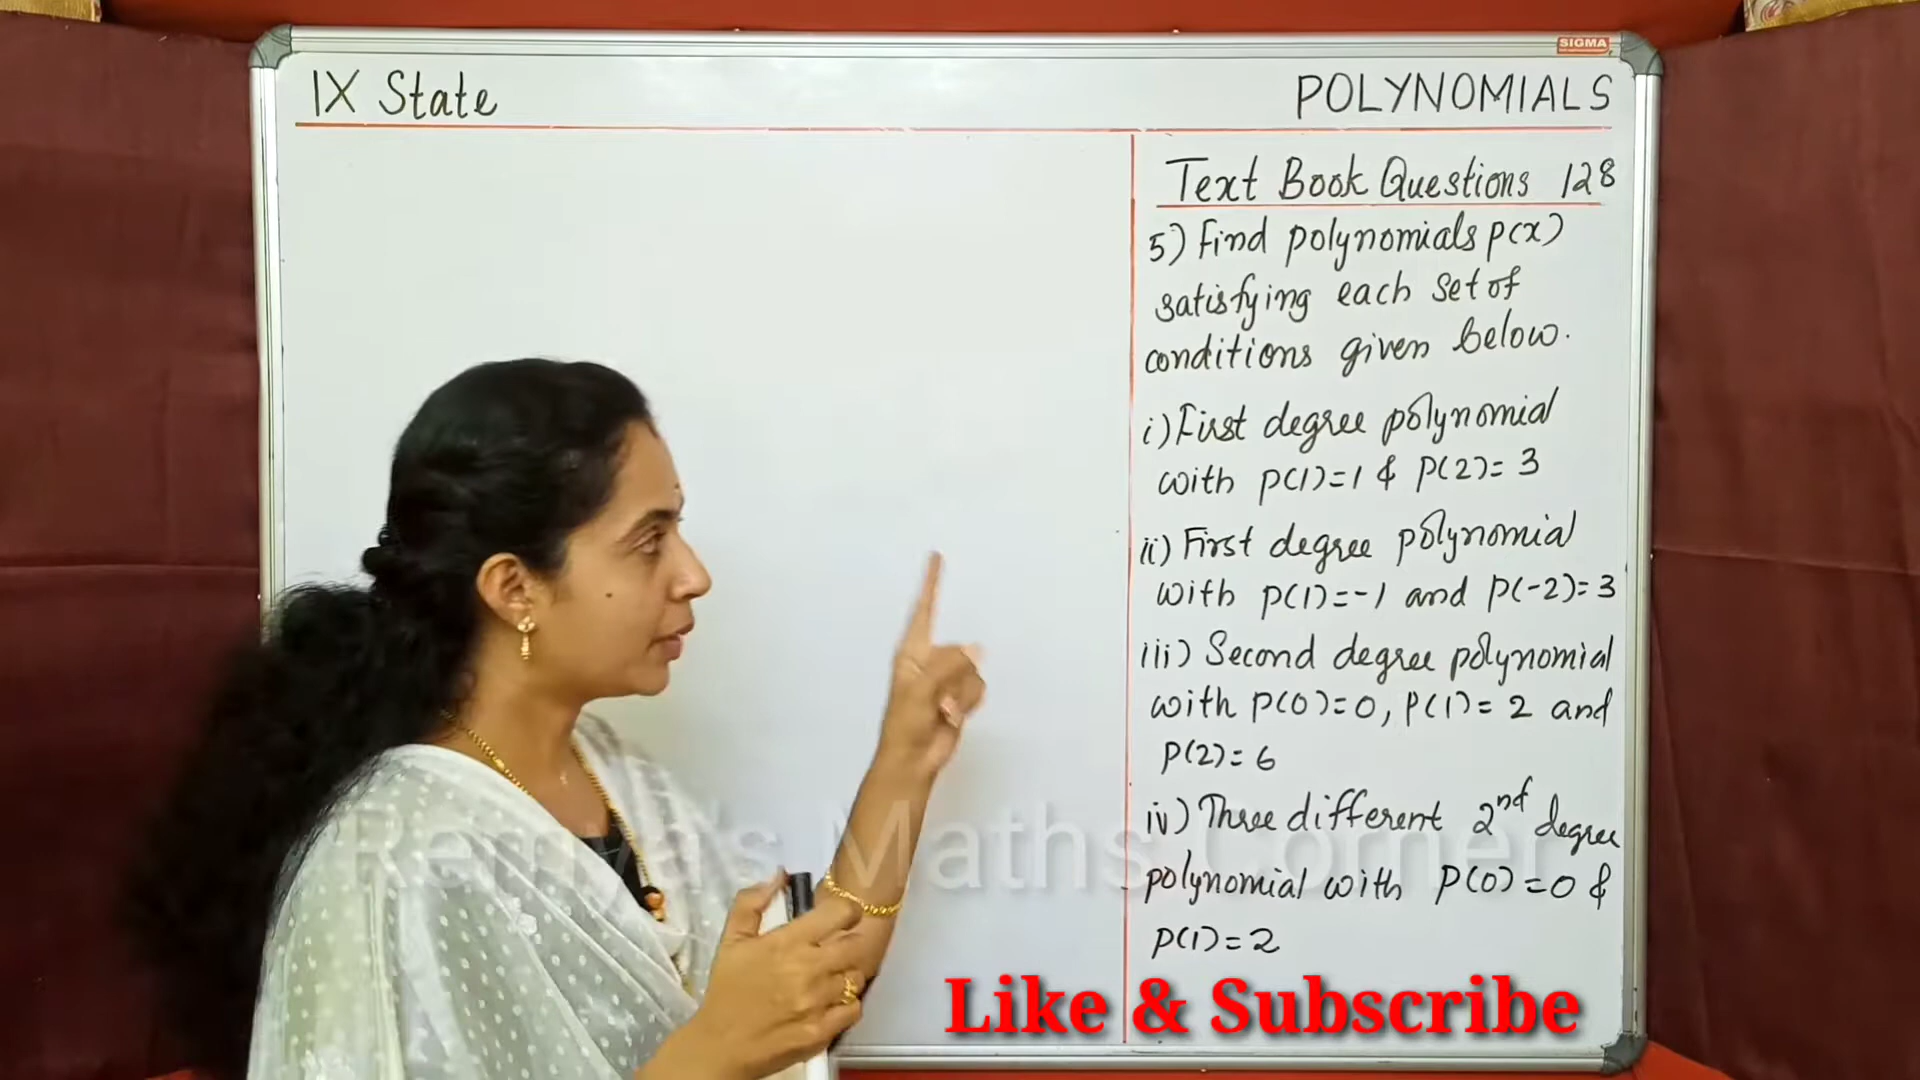 SIGMA
IX State
POLYNOMIALS
Text Book Questions 128
5) Find polynomials p(x)
satisfying each set of
conditions given below.
i) First degree polynomial
with p(1)=1 & p(2)=3
ii) First degree polynomial
with p(1)=-1 and p(-2)=3
iii) Second degree polynomial
with p(0)=0, p(1)=2 and
p(2)=6
iv) Three different 2nd degree
polynomial with p(0)=0 &
p(1)=2
Remya's Maths Corner
Like & Subscribe